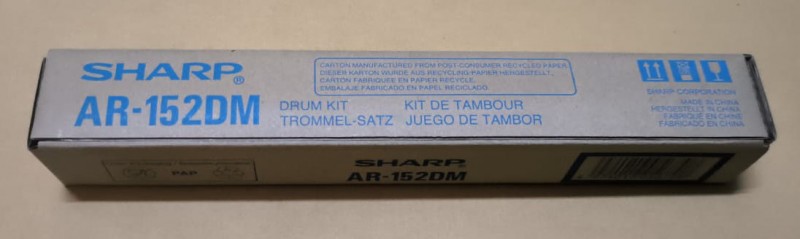 SHARP®
AR-152DM
DRUM KIT
TROMMEL-SATZ
KIT DE TAMBOUR
JUEGO DE TAMBOR
CARTON MANUFACTURED FROM POST-CONSUMER RECYCLED PAPER
DIESER KARTON WURDE AUS RECYCLING-PAPIER HERGESTELLT.
CARTON FABRIQUÉ EN PAPIER RECYCLÉ.
EMBALAJE FABRICADO EN PAPEL RECICLADO.
SHARP CORPORATION
MADE IN CHINA
HERGESTELLT IN CHINA
FABRIQUÉ EN CHINE
FABRICADO EN CHINA
PAP
SHARP®
AR-152DM